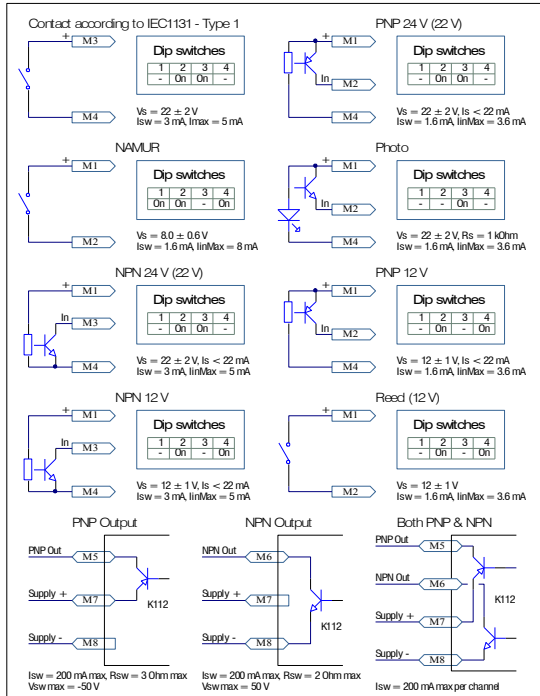 Contact according to IEC1131 - Type 1
+
M3
M4
Dip switches
1 2 3 4
- On On -
Vs = 22 ± 2 V
Isw = 3 mA, Imax = 5 mA
PNP 24 V (22 V)
+
M1
In
M2
M4
Dip switches
1 2 3 4
- On On -
Vs = 22 ± 2 V, Is < 22 mA
Isw = 1.6 mA, IinMax = 3.6 mA
NAMUR
+
M1
M2
Dip switches
1 2 3 4
On On - On
Vs = 8.0 ± 0.6 V
Isw = 1.6 mA, IinMax = 8 mA
Photo
+
M1
In
M2
M4
Dip switches
1 2 3 4
- - On -
Vs = 22 ± 2 V, Rs = 1 kOhm
Isw = 1.6 mA, IinMax = 3.6 mA
NPN 24 V (22 V)
+
M1
In
M3
M4
Dip switches
1 2 3 4
- On On -
Vs = 22 ± 2 V, Is < 22 mA
Isw = 3 mA, IinMax = 5 mA
PNP 12 V
+
M1
In
M2
M4
Dip switches
1 2 3 4
- On - On
Vs = 12 ± 1 V, Is < 22 mA
Isw = 1.6 mA, IinMax = 3.6 mA
NPN 12 V
+
M1
In
M3
M4
Dip switches
1 2 3 4
- On - On
Vs = 12 ± 1 V, Is < 22 mA
Isw = 3 mA, IinMax = 5 mA
Reed (12 V)
+
M1
M2
Dip switches
1 2 3 4
- - - On
Vs = 12 ± 1 V
Isw = 1.6 mA, IinMax = 3.6 mA
PNP Output
PNP Out
M5
Supply +
M7
K112
Supply -
M8
Isw = 200 mA max, Rsw = 3 Ohm max
Vsw max = -50 V
NPN Output
NPN Out
M6
Supply +
M7
K112
Supply -
M8
Isw = 200 mA max, Rsw = 2 Ohm max
Vsw max = 50 V
Both PNP & NPN
PNP Out
M5
NPN Out
M6
K112
Supply +
M7
Supply -
M8
Isw = 200 mA max per channel